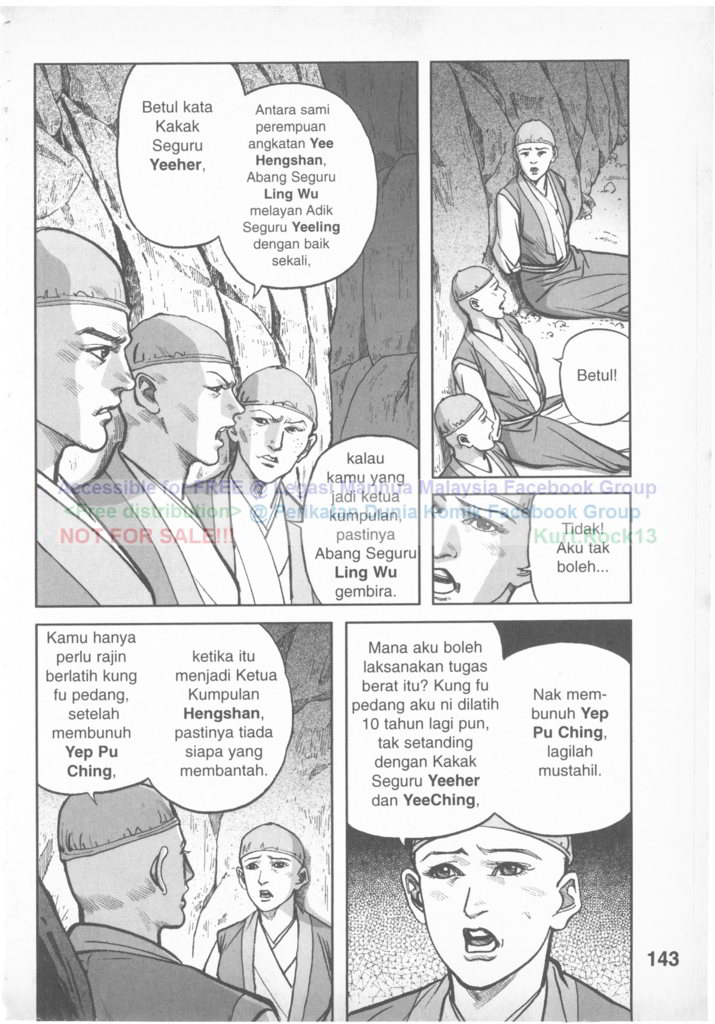 Betul kata
Kakak
Seguru
Yeeher,
Antara sami
perempuan
angkatan Yee
Hengshan,
Abang Seguru
Ling Wu
melayan Adik
Seguru Yeeling
dengan baik
sekali,
kalau
kamu yang
jadi ketua
kumpulan,
pastinya
Abang Seguru
Ling Wu
gembira.
Betul!
Tidak!
Aku tak
boleh...
Accessible for FREE @ Legast Manhua Malaysia Facebook Group
<Free distribution> @ Perikatan Dunia Komik Facebook Group
NOT FOR SALE!!! Kurt.Rock13
Kamu hanya
perlu rajin
berlatih kung
fu pedang,
setelah
membunuh
Yep Pu
Ching,
ketika itu
menjadi Ketua
Kumpulan
Hengshan,
pastinya tiada
siapa yang
membantah.
Mana aku boleh
laksanakan tugas
berat itu? Kung fu
pedang aku ni dilatih
10 tahun lagi pun,
tak setanding
dengan Kakak
Seguru Yeeher
dan YeeChing,
Nak mem-
bunuh Yep
Pu Ching,
lagilah
mustahil.
143